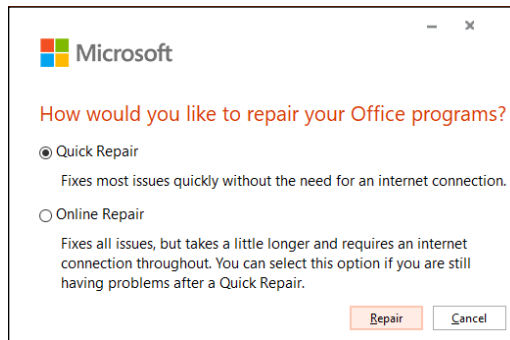 Microsoft
How would you like to repair your Office programs?
Quick Repair
Fixes most issues quickly without the need for an internet connection.
Online Repair
Fixes all issues, but takes a little longer and requires an internet
connection throughout. You can select this option if you are still
having problems after a Quick Repair.
Repair Cancel